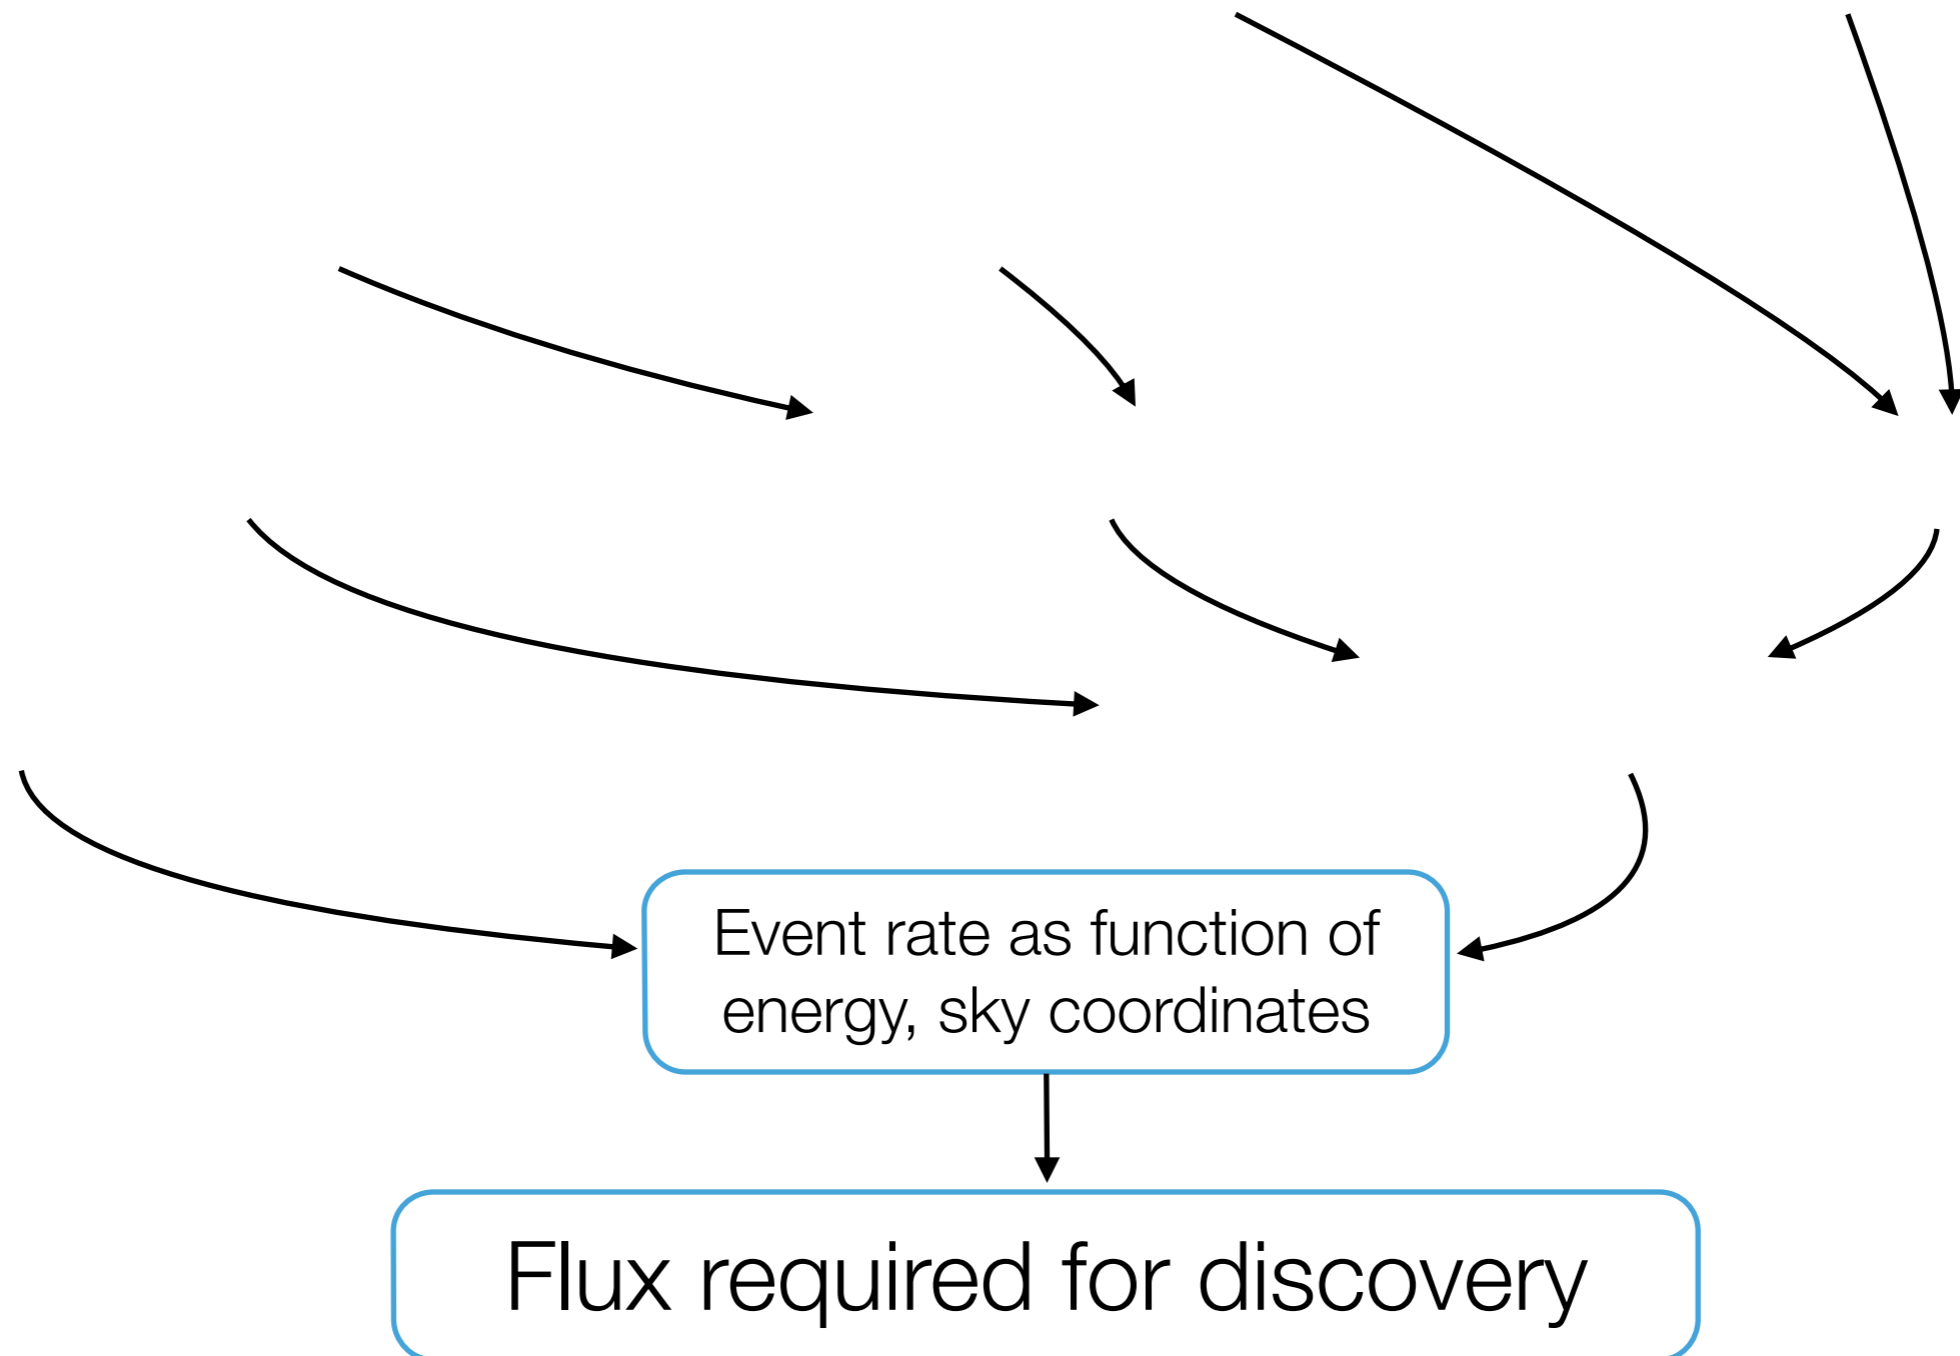 Event rate as function of
energy, sky coordinates
Flux required for discovery